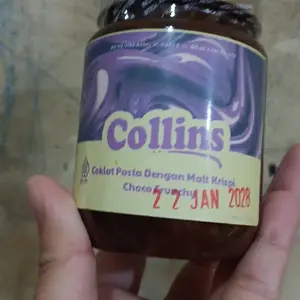 Collins
Coklat Pasta Dengan Malt Krispi
Choco Crunchy
22 JAN 2028